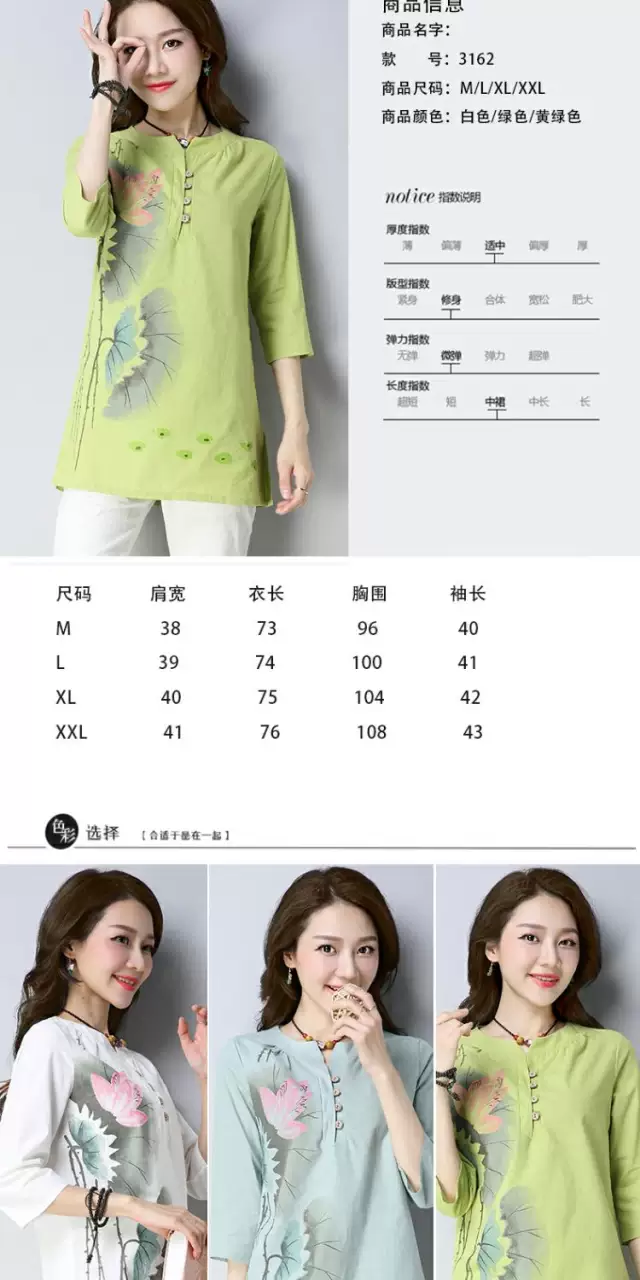 商品信息
商品名字：
款 号：3162
商品尺码：M/L/XL/XXL
商品颜色：白色/绿色/黄绿色
notice 指数说明
厚度指数
薄 偏薄 适中 偏厚 厚
版型指数
紧身 修身 合体 宽松 肥大
弹力指数
无弹 微弹 弹力 超弹
长度指数
超短 短 中裙 中长 长
尺码 肩宽 衣长 胸围 袖长
M 38 73 96 40
L 39 74 100 41
XL 40 75 104 42
XXL 41 76 108 43
色彩 选择 【合适于是在一起】